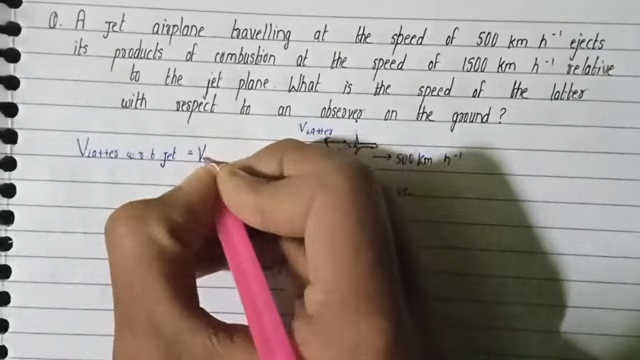 Q. A Jet airplane travelling at the speed of 500 km h⁻¹ ejects
its products of combustion at the speed of 1500 km h⁻¹ relative
to the jet plane. What is the speed of the latter
with respect to an observer on the ground?
VLatter
VLatter w.r.t jet = V
→ 500 km h⁻¹
ve